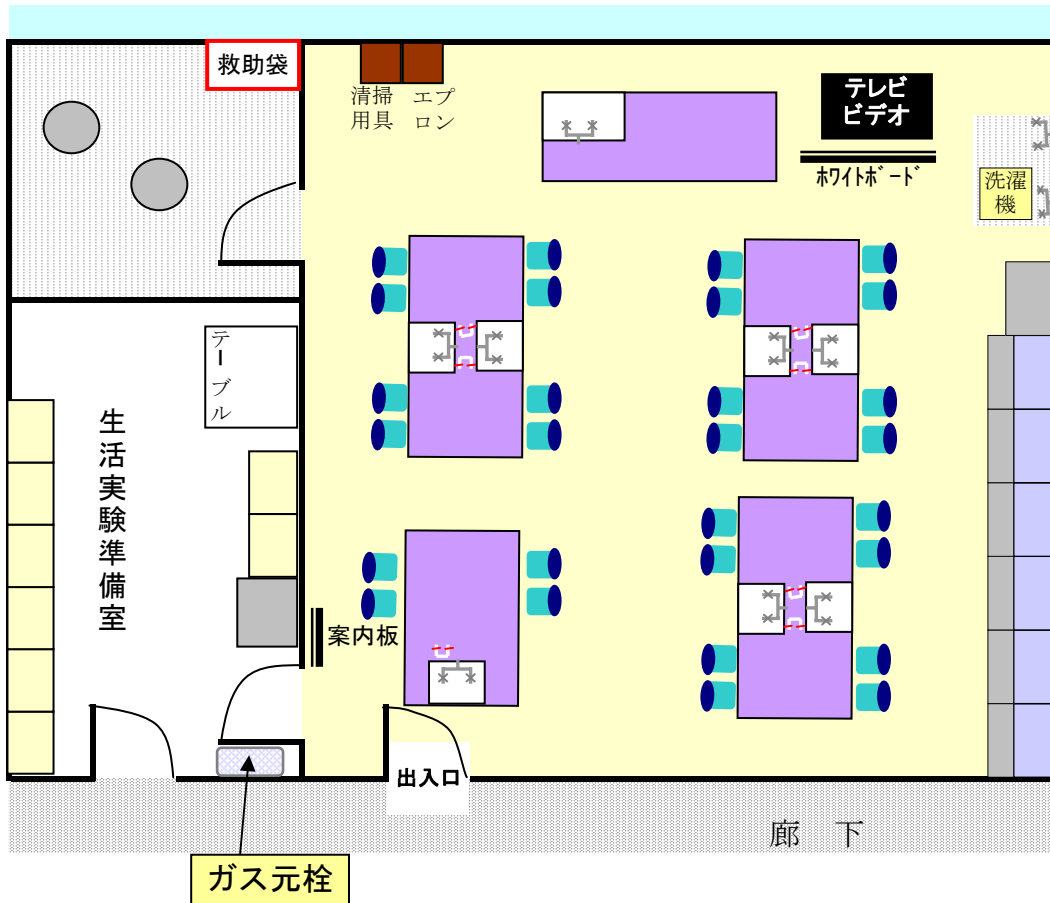 救助袋
清掃
用具
エプ
ロン
テレビ
ビデオ
ﾎﾜｲﾄﾎﾞｰﾄﾞ
洗濯
機
テーブル
生活実験準備室
案内板
出入口
廊　下
ガス元栓